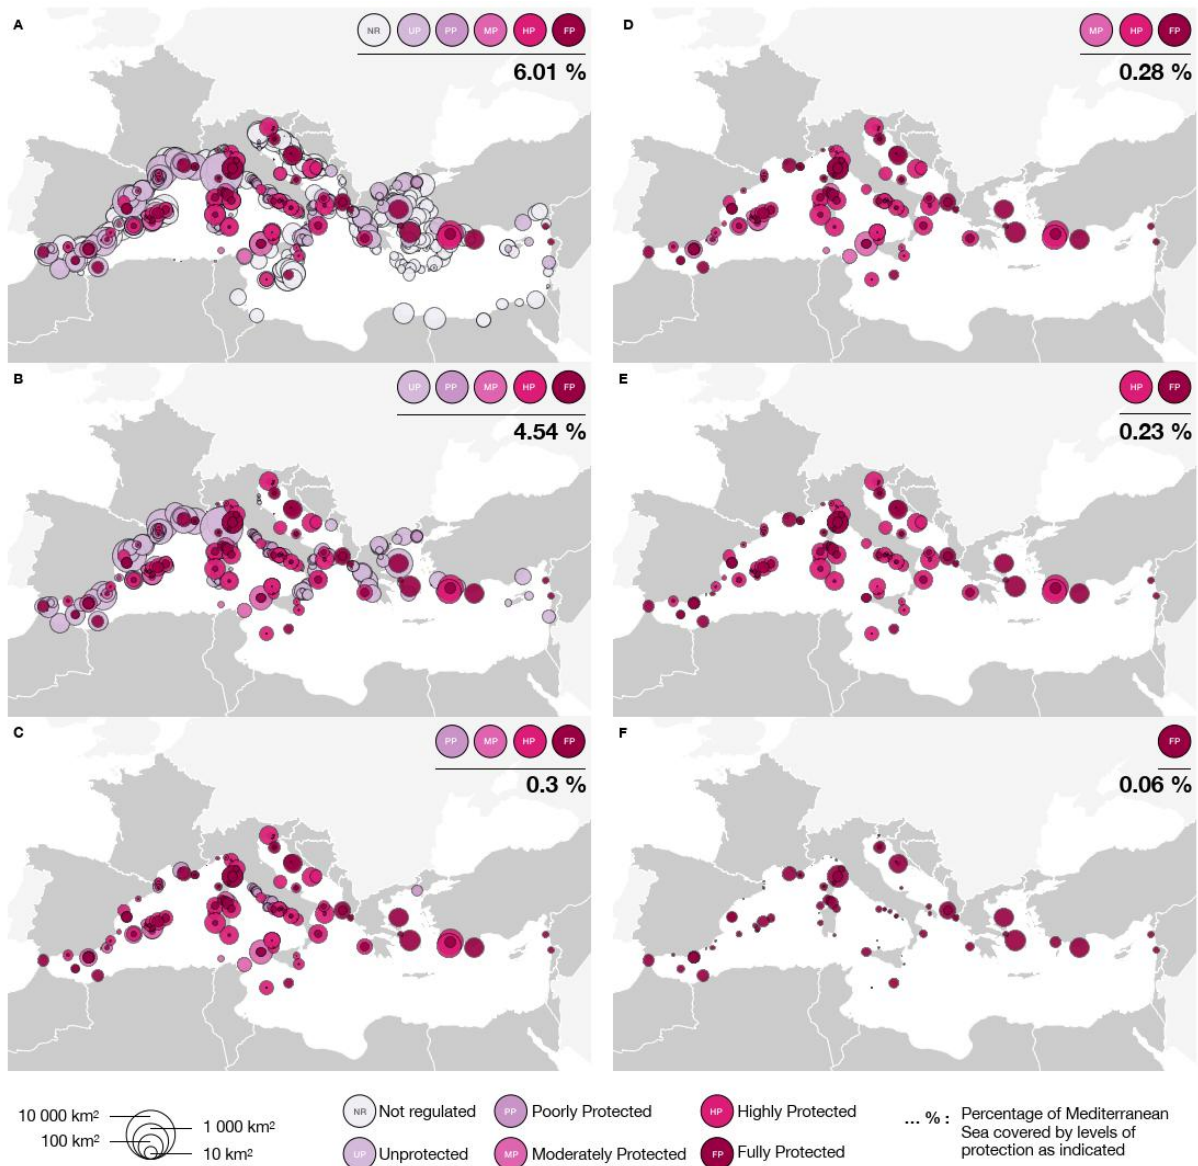 A
NR UP PP MP HP FP
6.01 %
D
MP HP FP
0.28 %
B
UP PP MP HP FP
4.54 %
E
HP FP
0.23 %
C
PP MP HP FP
0.3 %
F
FP
0.06 %
10 000 km²
1 000 km²
100 km²
10 km²
NR Not regulated
PP Poorly Protected
HP Highly Protected
UP Unprotected
MP Moderately Protected
FP Fully Protected
... % : Percentage of Mediterranean
Sea covered by levels of
protection as indicated